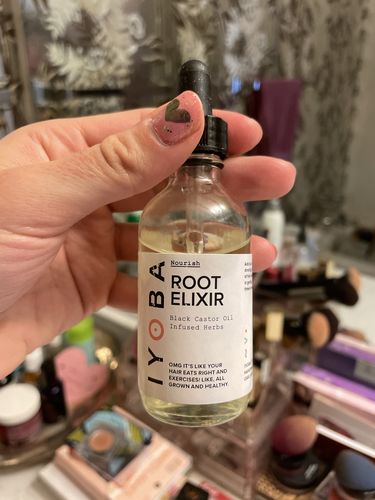 IYOBA
Nourish
ROOT
ELIXIR
Black Castor Oil
Infused Herbs
OMG IT'S LIKE YOUR
HAIR EATS RIGHT AND
EXERCISES! LIKE, ALL
GROWN AND HEALTHY.